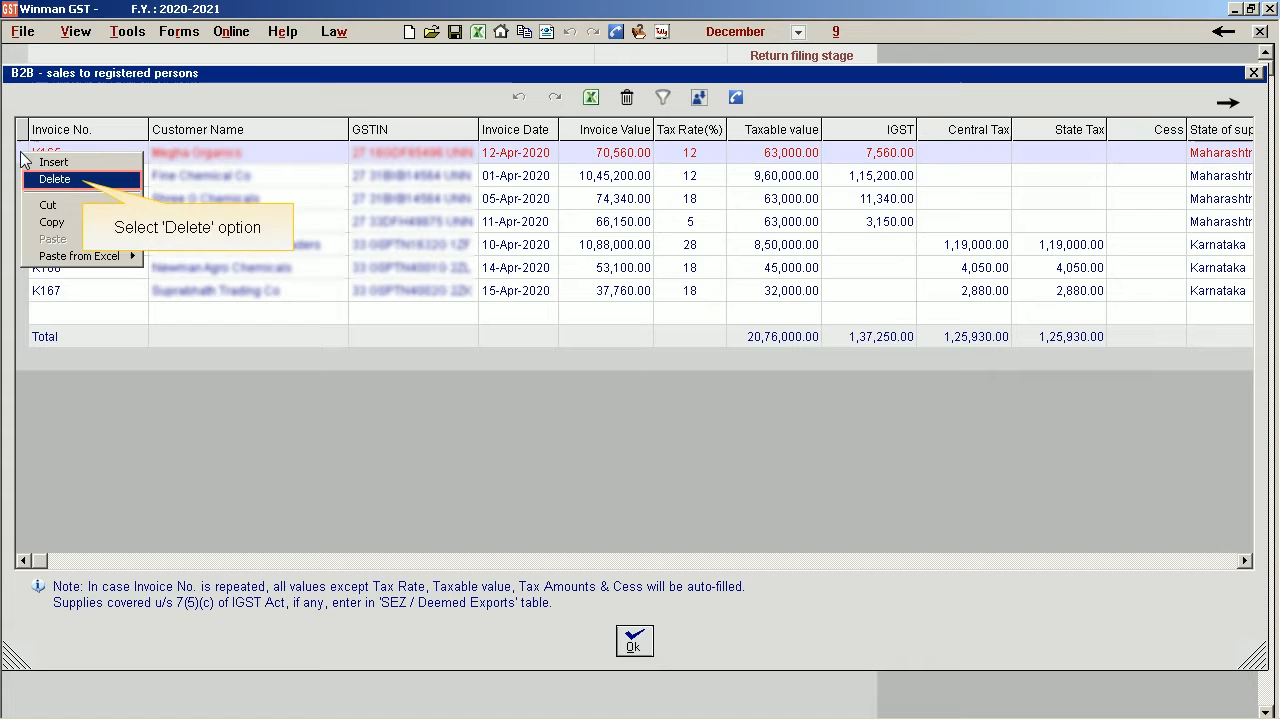 GST Winman GST - F.Y. : 2020-2021
File View Tools Forms Online Help Law December 9
Return filing stage
B2B - sales to registered persons
Invoice No. Customer Name GSTIN Invoice Date Invoice Value Tax Rate(%) Taxable value IGST Central Tax State Tax Cess State of sup
12-Apr-2020 70,560.00 12 63,000.00 7,560.00 Maharashtr
Insert
Fine Chemical Co 01-Apr-2020 10,45,200.00 12 9,60,000.00 1,15,200.00 Maharashtr
Delete
05-Apr-2020 74,340.00 18 63,000.00 11,340.00 Maharashtr
Cut
Copy
Select 'Delete' option
11-Apr-2020 66,150.00 5 63,000.00 3,150.00 Maharashtr
Paste
10-Apr-2020 10,88,000.00 28 8,50,000.00 1,19,000.00 1,19,000.00 Karnataka
Paste from Excel
K166 Newman Agro Chemicals 14-Apr-2020 53,100.00 18 45,000.00 4,050.00 4,050.00 Karnataka
K167 Suprabhath Trading Co 15-Apr-2020 37,760.00 18 32,000.00 2,880.00 2,880.00 Karnataka
Total 20,76,000.00 1,37,250.00 1,25,930.00 1,25,930.00
Note: In case Invoice No. is repeated, all values except Tax Rate, Taxable value, Tax Amounts & Cess will be auto-filled.
Supplies covered u/s 7(5)(c) of IGST Act, if any, enter in 'SEZ / Deemed Exports' table.
Ok